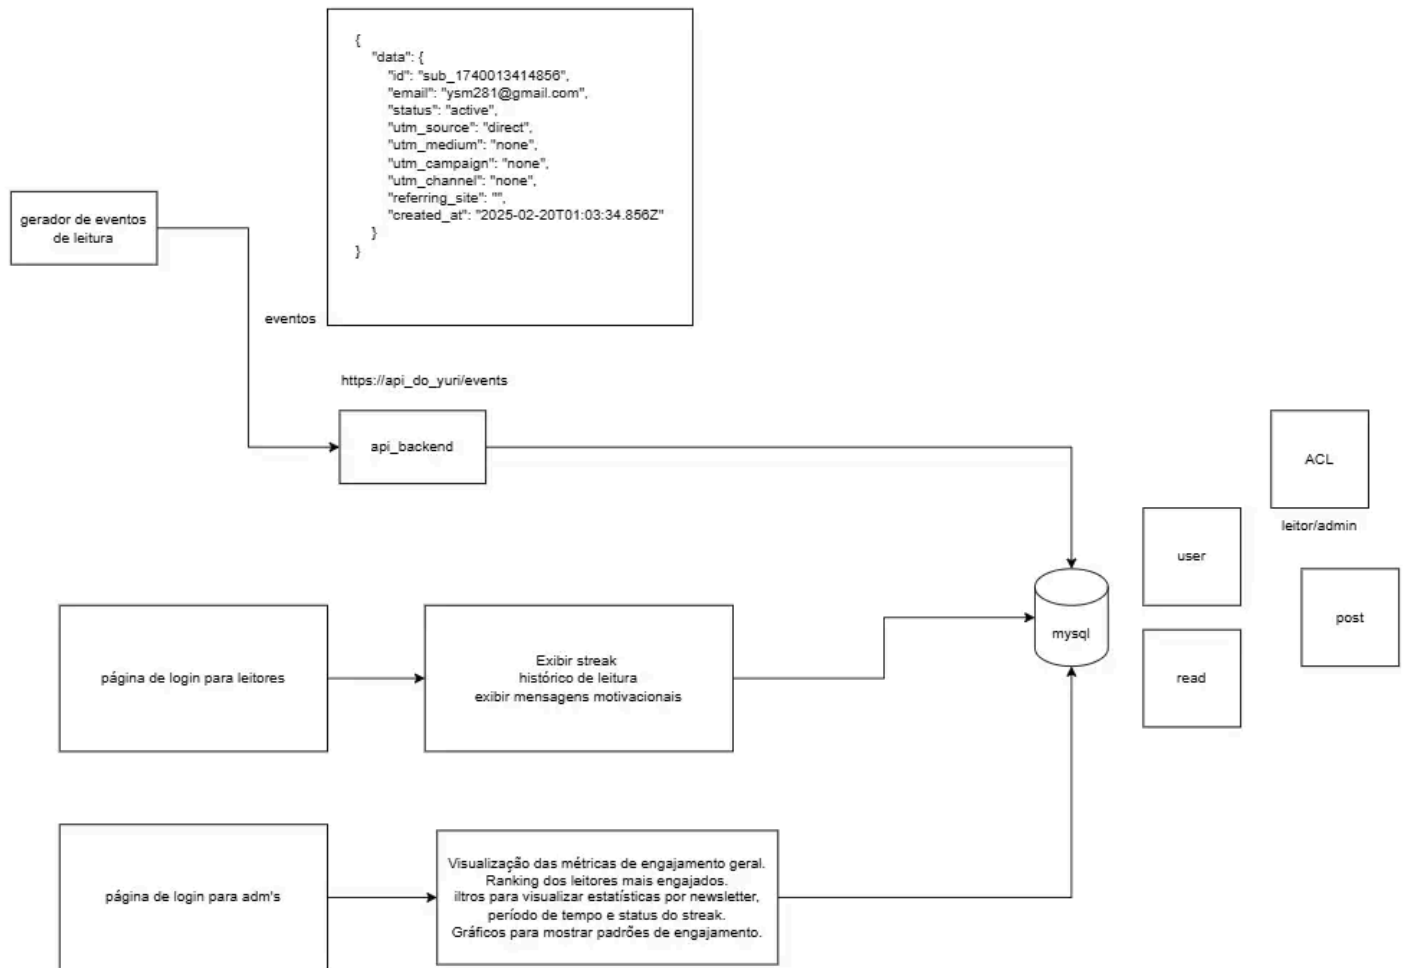 {
"data": {
"id": "sub_1740013414856",
"email": "ysm281@gmail.com",
"status": "active",
"utm_source": "direct",
"utm_medium": "none",
"utm_campaign": "none",
"utm_channel": "none",
"referring_site": "",
"created_at": "2025-02-20T01:03:34.856Z"
}
}
gerador de eventos
de leitura
eventos
https://api_do_yuri/events
api_backend
ACL
leitor/admin
user
post
mysql
read
página de login para leitores
Exibir streak
histórico de leitura
exibir mensagens motivacionais
página de login para adm's
Visualização das métricas de engajamento geral.
Ranking dos leitores mais engajados.
iltros para visualizar estatísticas por newsletter,
período de tempo e status do streak.
Gráficos para mostrar padrões de engajamento.